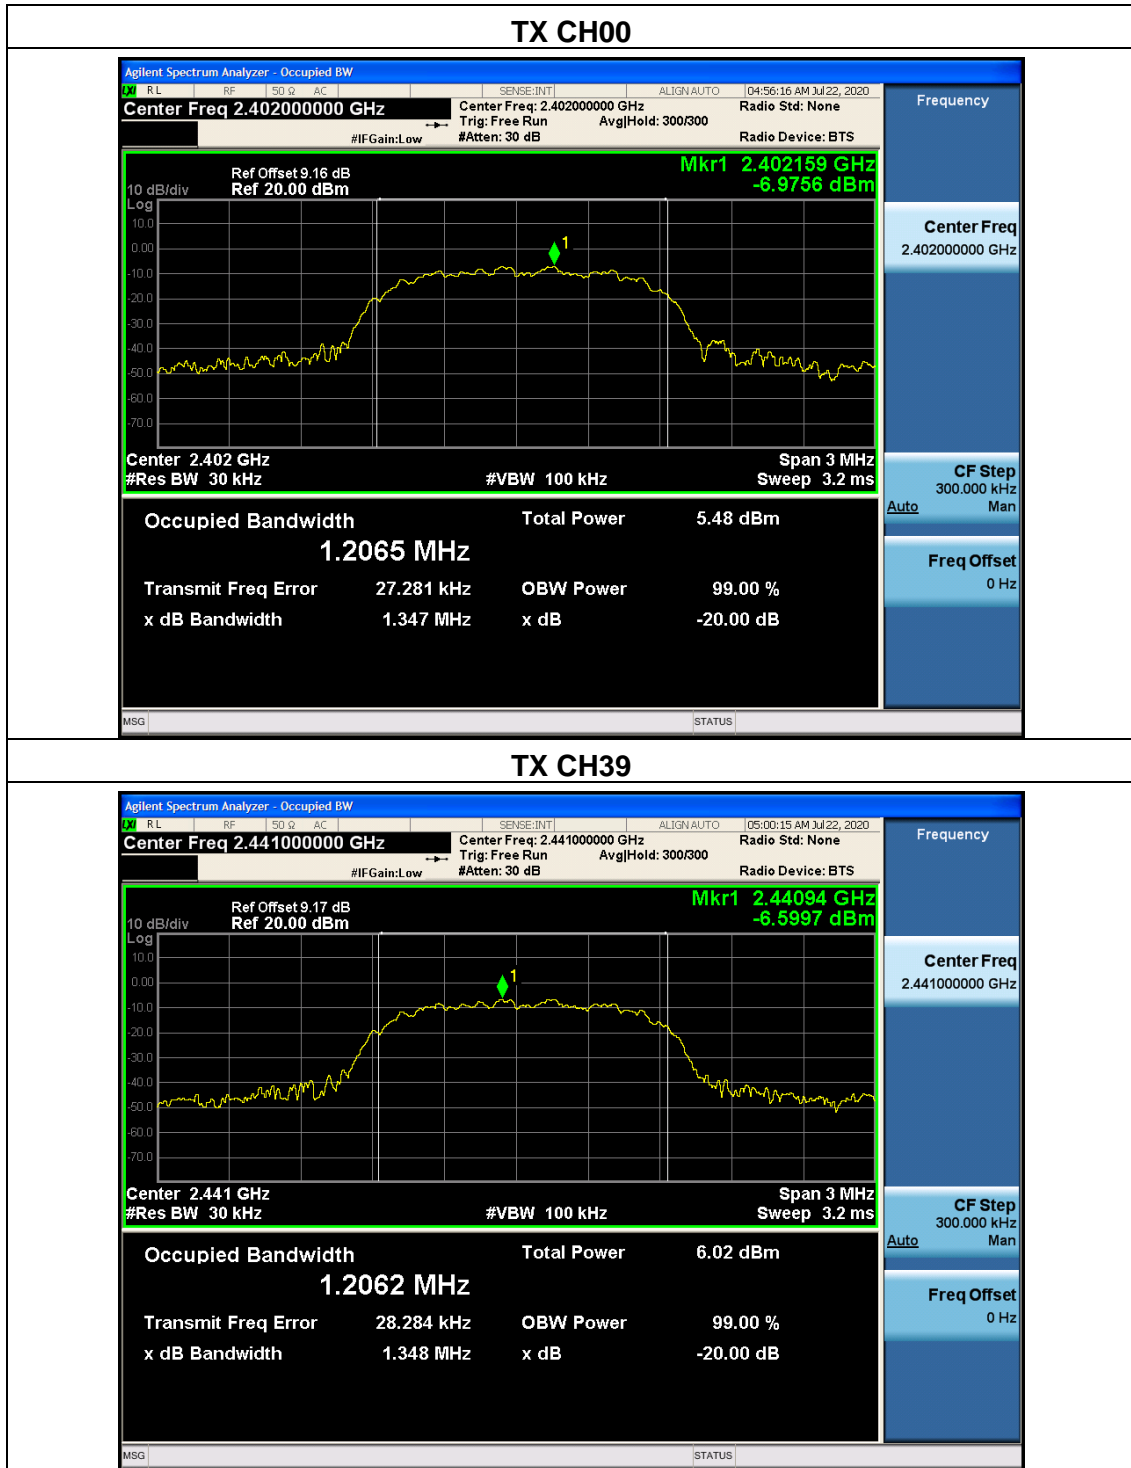 TX CH00
Agilent Spectrum Analyzer - Occupied BW
LXI RL RF 50 Ω AC SENSE:INT ALIGN AUTO 04:56:16 AM Jul 22, 2020
Center Freq 2.402000000 GHz Center Freq: 2.402000000 GHz Radio Std: None Frequency
Trig: Free Run Avg|Hold: 300/300
#IFGain:Low #Atten: 30 dB Radio Device: BTS
Mkr1 2.402159 GHz
-6.9756 dBm
Ref Offset 9.16 dB
10 dB/div Ref 20.00 dBm
Log
10.0
0.00
-10.0
-20.0
-30.0
-40.0
-50.0
-60.0
-70.0
1
Center Freq
2.402000000 GHz
Center 2.402 GHz Span 3 MHz
#Res BW 30 kHz #VBW 100 kHz Sweep 3.2 ms
CF Step
300.000 kHz
Auto Man
Occupied Bandwidth Total Power 5.48 dBm
1.2065 MHz
Freq Offset
0 Hz
Transmit Freq Error 27.281 kHz OBW Power 99.00 %
x dB Bandwidth 1.347 MHz x dB -20.00 dB
MSG STATUS
TX CH39
Agilent Spectrum Analyzer - Occupied BW
LXI RL RF 50 Ω AC SENSE:INT ALIGN AUTO 05:00:15 AM Jul 22, 2020
Center Freq 2.441000000 GHz Center Freq: 2.441000000 GHz Radio Std: None Frequency
Trig: Free Run Avg|Hold: 300/300
#IFGain:Low #Atten: 30 dB Radio Device: BTS
Mkr1 2.44094 GHz
-6.5997 dBm
Ref Offset 9.17 dB
10 dB/div Ref 20.00 dBm
Log
10.0
0.00
-10.0
-20.0
-30.0
-40.0
-50.0
-60.0
-70.0
1
Center Freq
2.441000000 GHz
Center 2.441 GHz Span 3 MHz
#Res BW 30 kHz #VBW 100 kHz Sweep 3.2 ms
CF Step
300.000 kHz
Auto Man
Occupied Bandwidth Total Power 6.02 dBm
1.2062 MHz
Freq Offset
0 Hz
Transmit Freq Error 28.284 kHz OBW Power 99.00 %
x dB Bandwidth 1.348 MHz x dB -20.00 dB
MSG STATUS